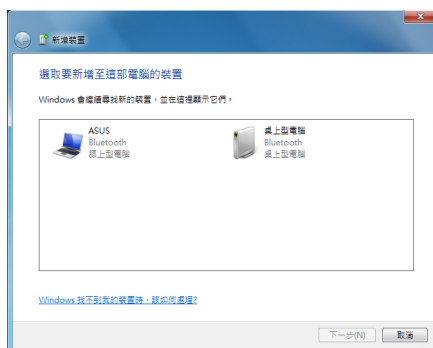 新增裝置
選取要新增至這部電腦的裝置
Windows 會繼續尋找新的裝置，並在這裡顯示它們。
ASUS
Bluetooth
膝上型電腦
桌上型電腦
Bluetooth
桌上型電腦
Windows 找不到我的裝置時，該如何處理?
下一步(N)
取消